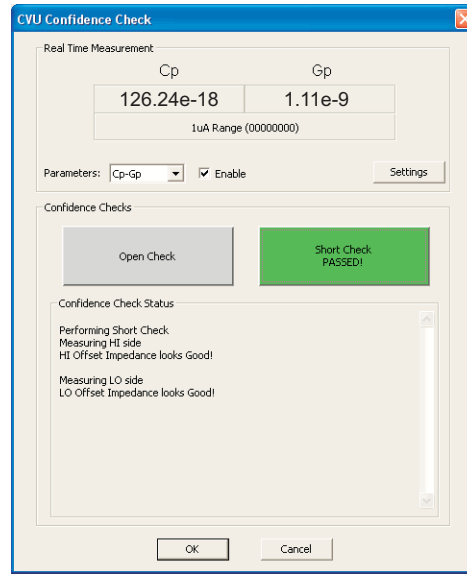 CVU Confidence Check
Real Time Measurement
Cp Gp
126.24e-18 1.11e-9
1uA Range (00000000)
Parameters: Cp-Gp Enable Settings
Confidence Checks
Open Check
Short Check
PASSED!
Confidence Check Status
Performing Short Check
Measuring HI side
HI Offset Impedance looks Good!
Measuring LO side
LO Offset Impedance looks Good!
OK Cancel